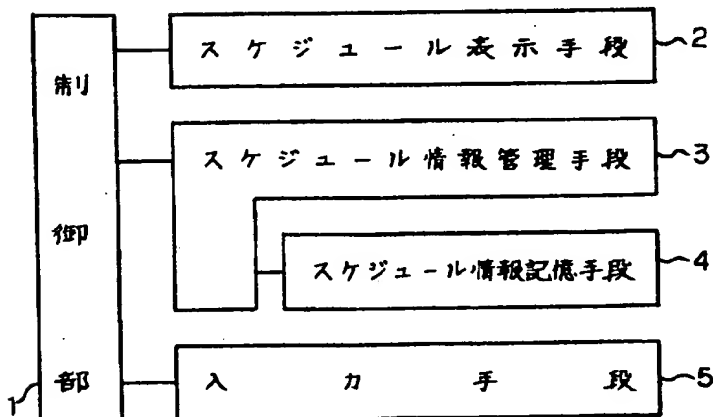 スケジュール表示手段 2
制
スケジュール情報管理手段 3
御
スケジュール情報記憶手段 4
部
入力手段 5
1